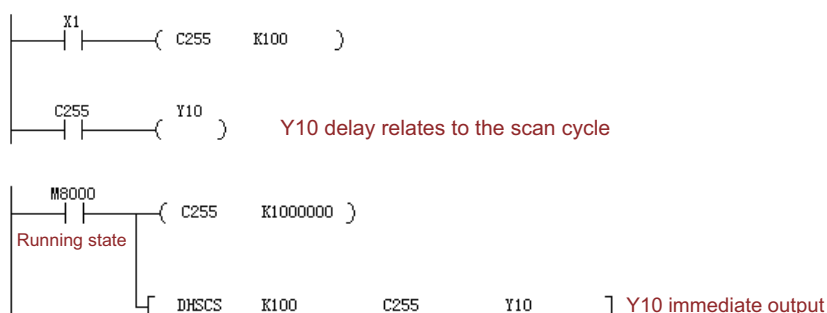 X1
C255 K100
C255 Y10
Y10 delay relates to the scan cycle
M8000
C255 K1000000
Running state
DHSCS K100 C255 Y10
Y10 immediate output